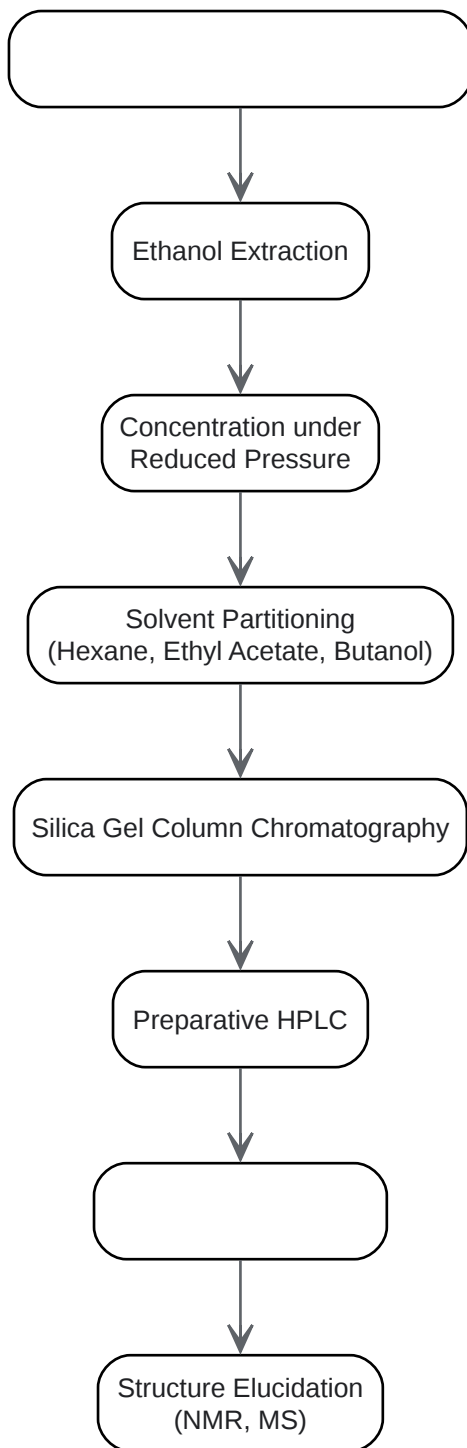 Ethanol Extraction
Concentration under
Reduced Pressure
Solvent Partitioning
(Hexane, Ethyl Acetate, Butanol)
Silica Gel Column Chromatography
Preparative HPLC
Structure Elucidation
(NMR, MS)